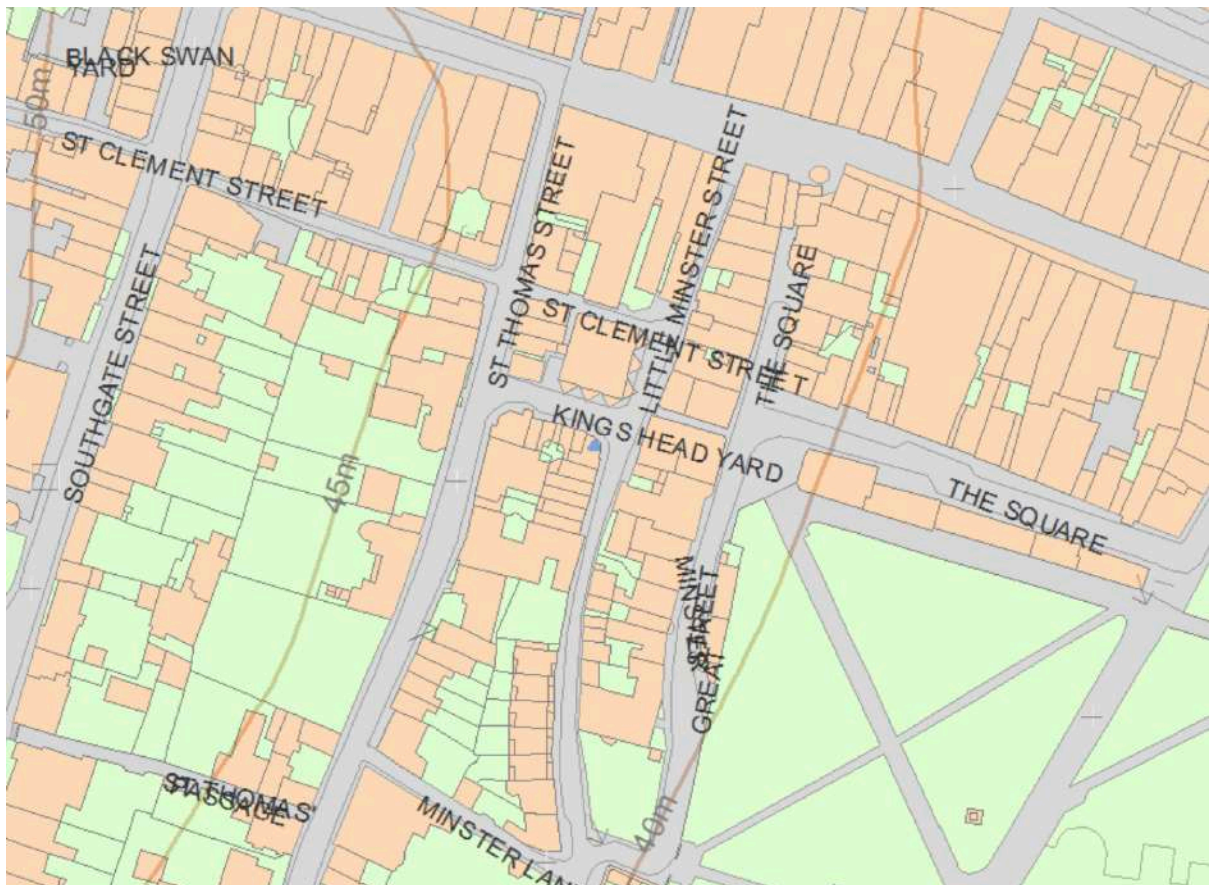 BLACK SWAN
YARD
50m
ST CLEMENT STREET
ST THOMAS STREET
LITTLE MINSTER STREET
THE SQUARE
SOUTHGATE STREET
ST CLEMENT STREET
KINGS HEAD YARD
45m
THE SQUARE
GREAT
MINSTER
STREET
ST THOMAS'
PASSAGE
MINSTER LANE
40m